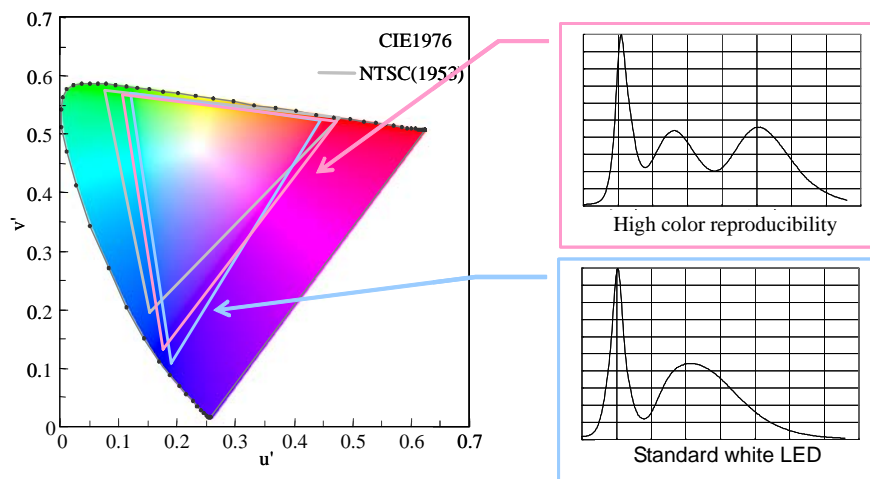 0.7
0.6
0.5
0.4
0.3
0.2
0.1
0
v'
0
0.1
0.2
0.3
0.4
0.5
0.6
0.7
u'
CIE1976
NTSC(1953)
High color reproducibility
Standard white LED